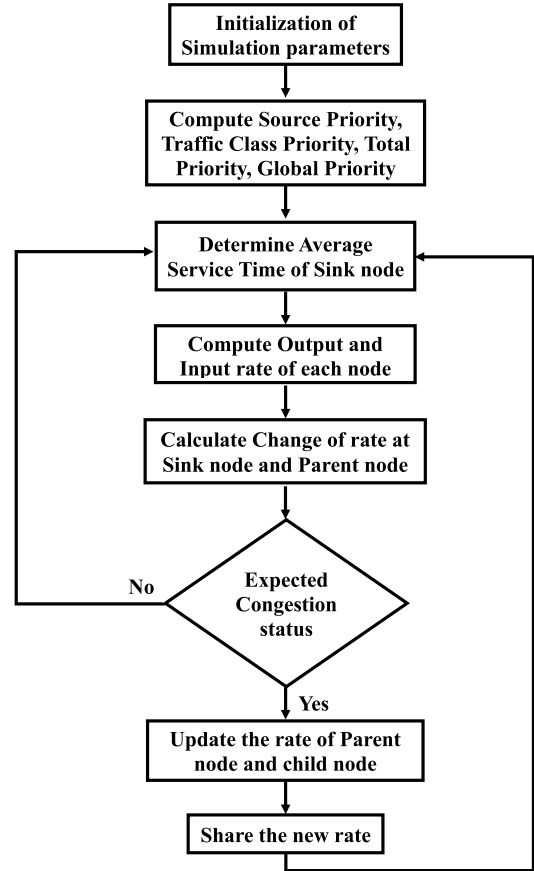 Initialization of
Simulation parameters
Compute Source Priority,
Traffic Class Priority, Total
Priority, Global Priority
Determine Average
Service Time of Sink node
Compute Output and
Input rate of each node
Calculate Change of rate at
Sink node and Parent node
Expected
Congestion
status
No
Yes
Update the rate of Parent
node and child node
Share the new rate